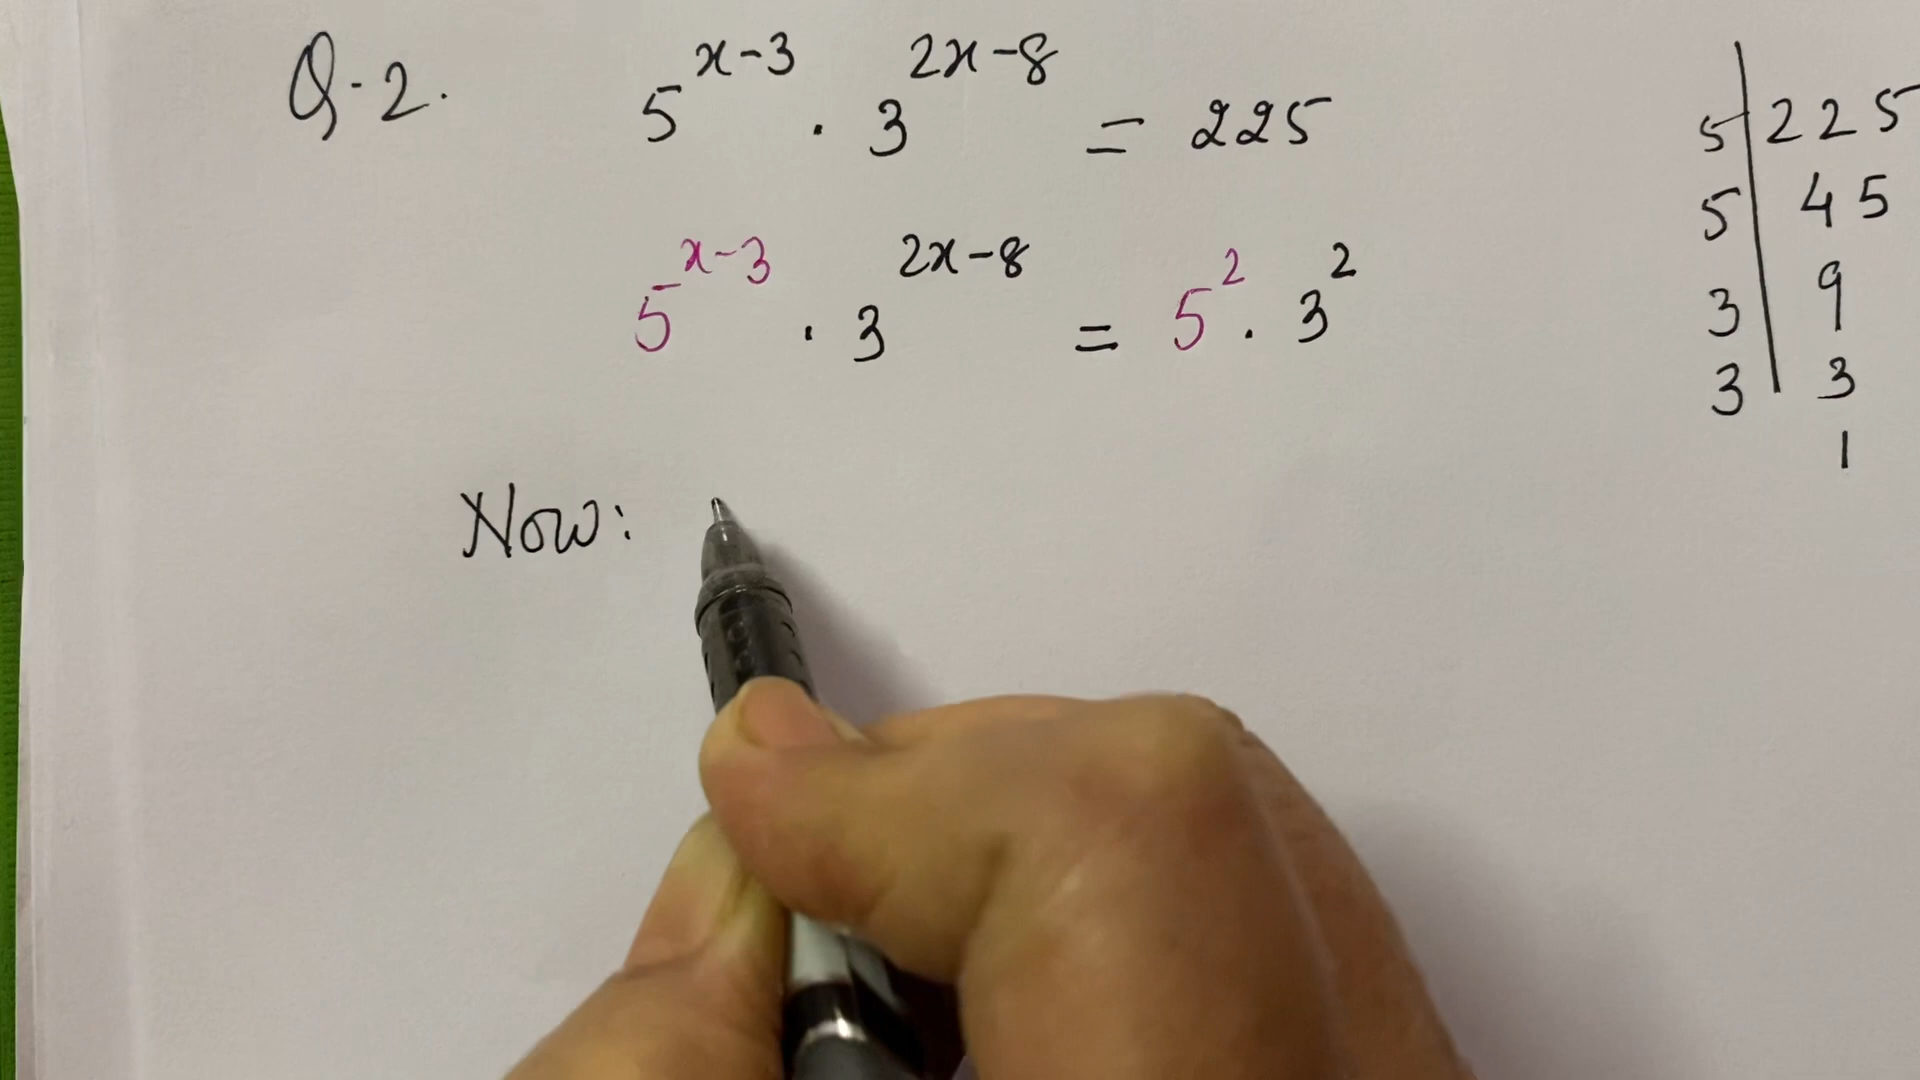 Q-2. 5^{x-3} · 3^{2x-8} = 225
5^{x-3} · 3^{2x-8} = 5^2 · 3^2
Now:
5 | 225
5 | 45
3 | 9
3 | 3
1